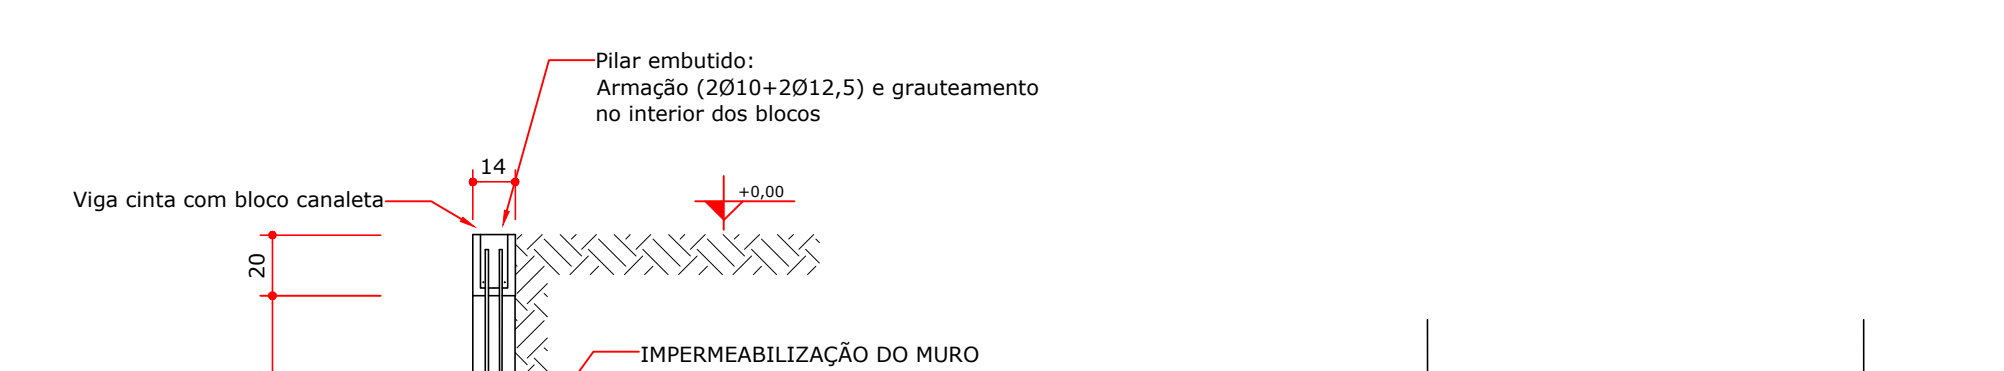 Pilar embutido:
Armação (2Ø10+2Ø12,5) e grauteamento
no interior dos blocos
14
Viga cinta com bloco canaleta
+0,00
20
IMPERMEABILIZAÇÃO DO MURO